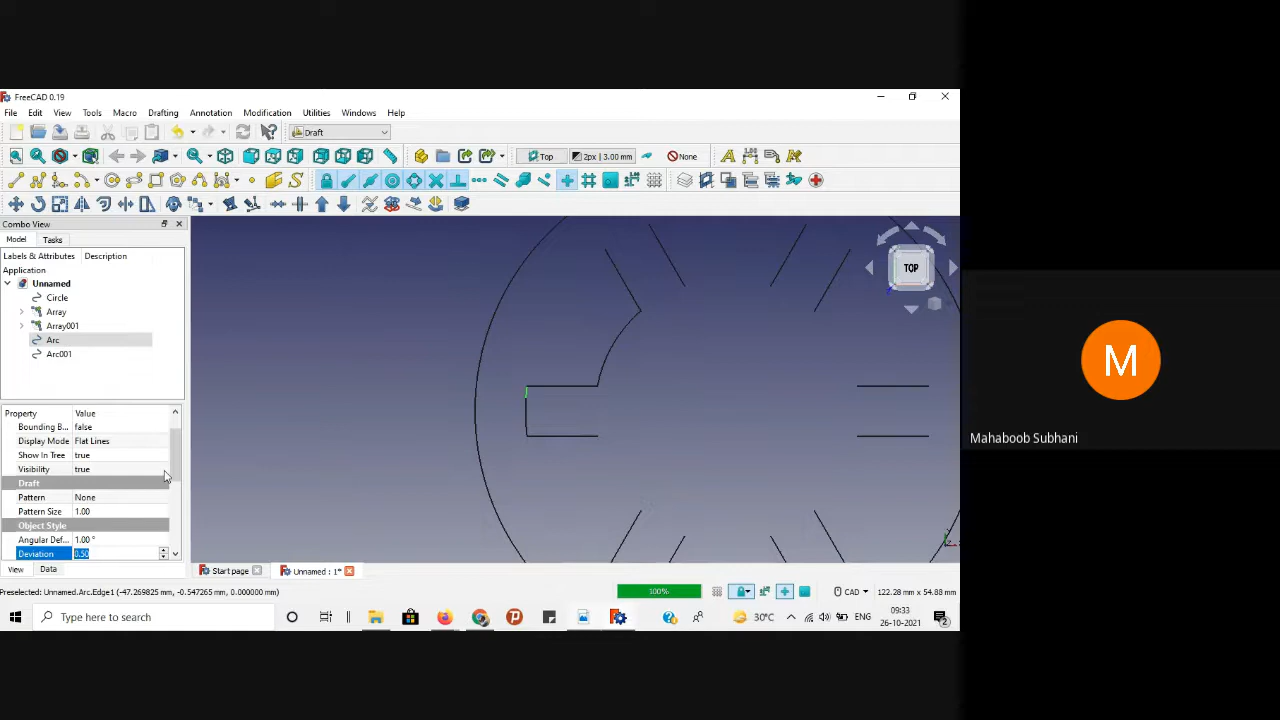 FreeCAD 0.19
File Edit View Tools Macro Drafting Annotation Modification Utilities Windows Help
Draft
Top 2px | 3.00 mm None
Combo View
Model Tasks
Labels & Attributes Description
Application
Unnamed
Circle
Array
Array001
Arc
Arc001
Property Value
Bounding B... false
Display Mode Flat Lines
Show In Tree true
Visibility true
Draft
Pattern None
Pattern Size 1.00
Object Style
Angular Def... 1.00 °
Deviation 0.50
View Data
TOP
Start page Unnamed : 1*
Preselected: Unnamed.Arc.Edge1 (-47.269825 mm, -0.547265 mm, 0.000000 mm)
100%
CAD 122.28 mm x 54.88 mm
Type here to search
30°C ENG
09:33
26-10-2021
2
M
Mahaboob Subhani